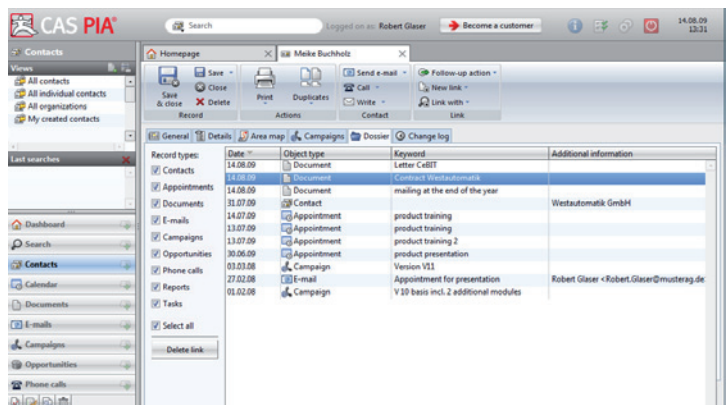 CAS PIA®
Search
Logged on as: Robert Glaser
Become a customer
14.08.09
13:31
Contacts
Views
All contacts
All individual contacts
All organizations
My created contacts
Last searches
Dashboard
Search
Contacts
Calendar
Documents
E-mails
Campaigns
Opportunities
Phone calls
Homepage
Meike Buchholz
Save & close
Save
Close
Delete
Record
Print
Duplicates
Actions
Send e-mail
Call
Write
Contact
Follow-up action
New link
Link with
Link
General Details Area map Campaigns Dossier Change log
Record types:
Contacts
Appointments
Documents
E-mails
Campaigns
Opportunities
Phone calls
Reports
Tasks
Select all
Delete link
Date Object type Keyword Additional information
14.08.09 Document Letter CeBIT
14.08.09 Document Contract Westautomatik
14.08.09 Document mailing at the end of the year
31.07.09 Contact Westautomatik GmbH
14.07.09 Appointment product training
13.07.09 Appointment product training
13.07.09 Appointment product training 2
30.06.09 Appointment product presentation
03.03.08 Campaign Version V11
27.02.08 E-mail Appointment for presentation Robert Glaser <Robert.Glaser@musterag.de
01.02.08 Campaign V10 basis incl. 2 additional modules